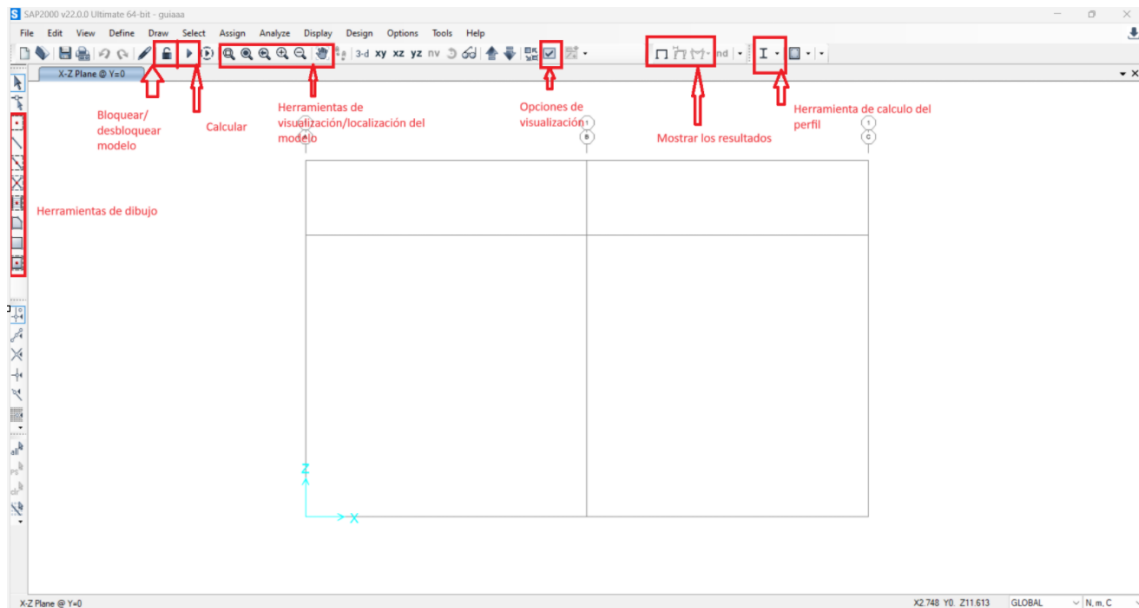 SAP2000 v22.0.0 Ultimate 64-bit - guiaaa
File Edit View Define Draw Select Assign Analyze Display Design Options Tools Help
3-d xy xz yz nv nd
X-Z Plane @ Y=0
Bloquear/
desbloquear
modelo
Calcular
Herramientas de
visualización/localización del
modelo
Opciones de
visualización
Mostrar los resultados
Herramienta de calculo del
perfil
1
B
1
C
Herramientas de dibujo
Z
X
X-Z Plane @ Y=0
X2.748 Y0. Z11.613
GLOBAL
N, m, C